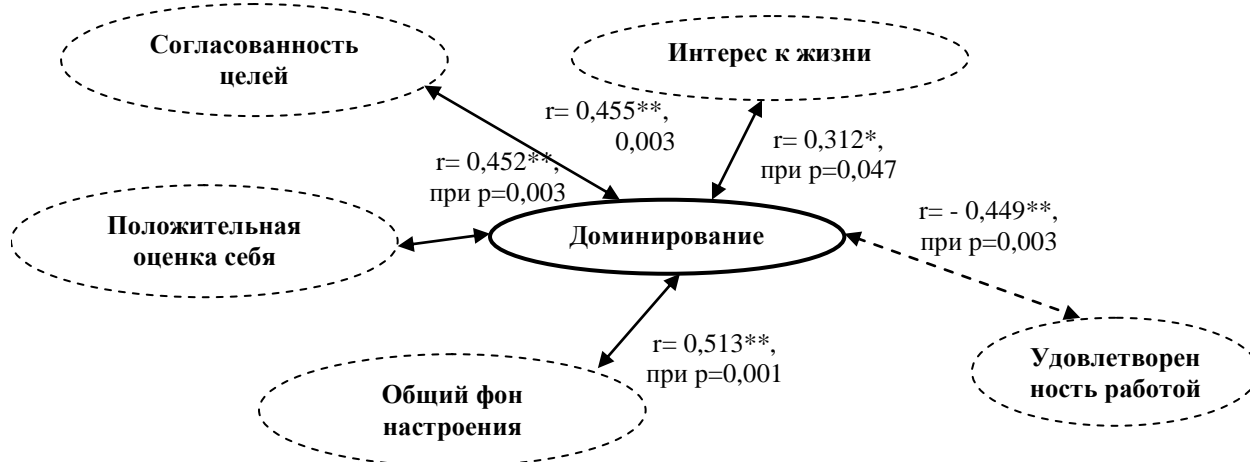 Согласованность
целей
Интерес к жизни
r= 0,455**,
0,003
r= 0,312*,
при p=0,047
r= 0,452**,
при p=0,003
Положительная
оценка себя
Доминирование
r= - 0,449**,
при p=0,003
r= 0,513**,
при p=0,001
Общий фон
настроения
Удовлетворен
ность работой